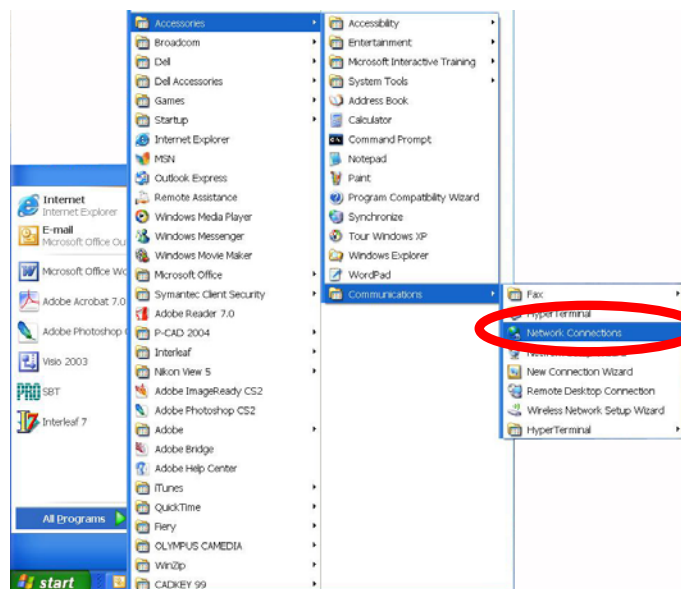 Internet
Internet Explorer
E-mail
Microsoft Office Ou
Microsoft Office Wo
Adobe Acrobat 7.0
Adobe Photoshop
Visio 2003
SBT
Interleaf 7
All Programs
start
Accessories
Broadcom
Dell
Dell Accessories
Games
Startup
Internet Explorer
MSN
Outlook Express
Remote Assistance
Windows Media Player
Windows Messenger
Windows Movie Maker
Microsoft Office
Symantec Client Security
Adobe Reader 7.0
P-CAD 2004
Interleaf
Nikon View 5
Adobe ImageReady CS2
Adobe Photoshop CS2
Adobe
Adobe Bridge
Adobe Help Center
iTunes
QuickTime
Fiery
OLYMPUS CAMEDIA
WinZip
CADKEY 99
Accessibility
Entertainment
Microsoft Interactive Training
System Tools
Address Book
Calculator
Command Prompt
Notepad
Paint
Program Compatibility Wizard
Synchronize
Tour Windows XP
Windows Explorer
WordPad
Communications
Fax
HyperTerminal
Network Connections
New Connection Wizard
Remote Desktop Connection
Wireless Network Setup Wizard
HyperTerminal